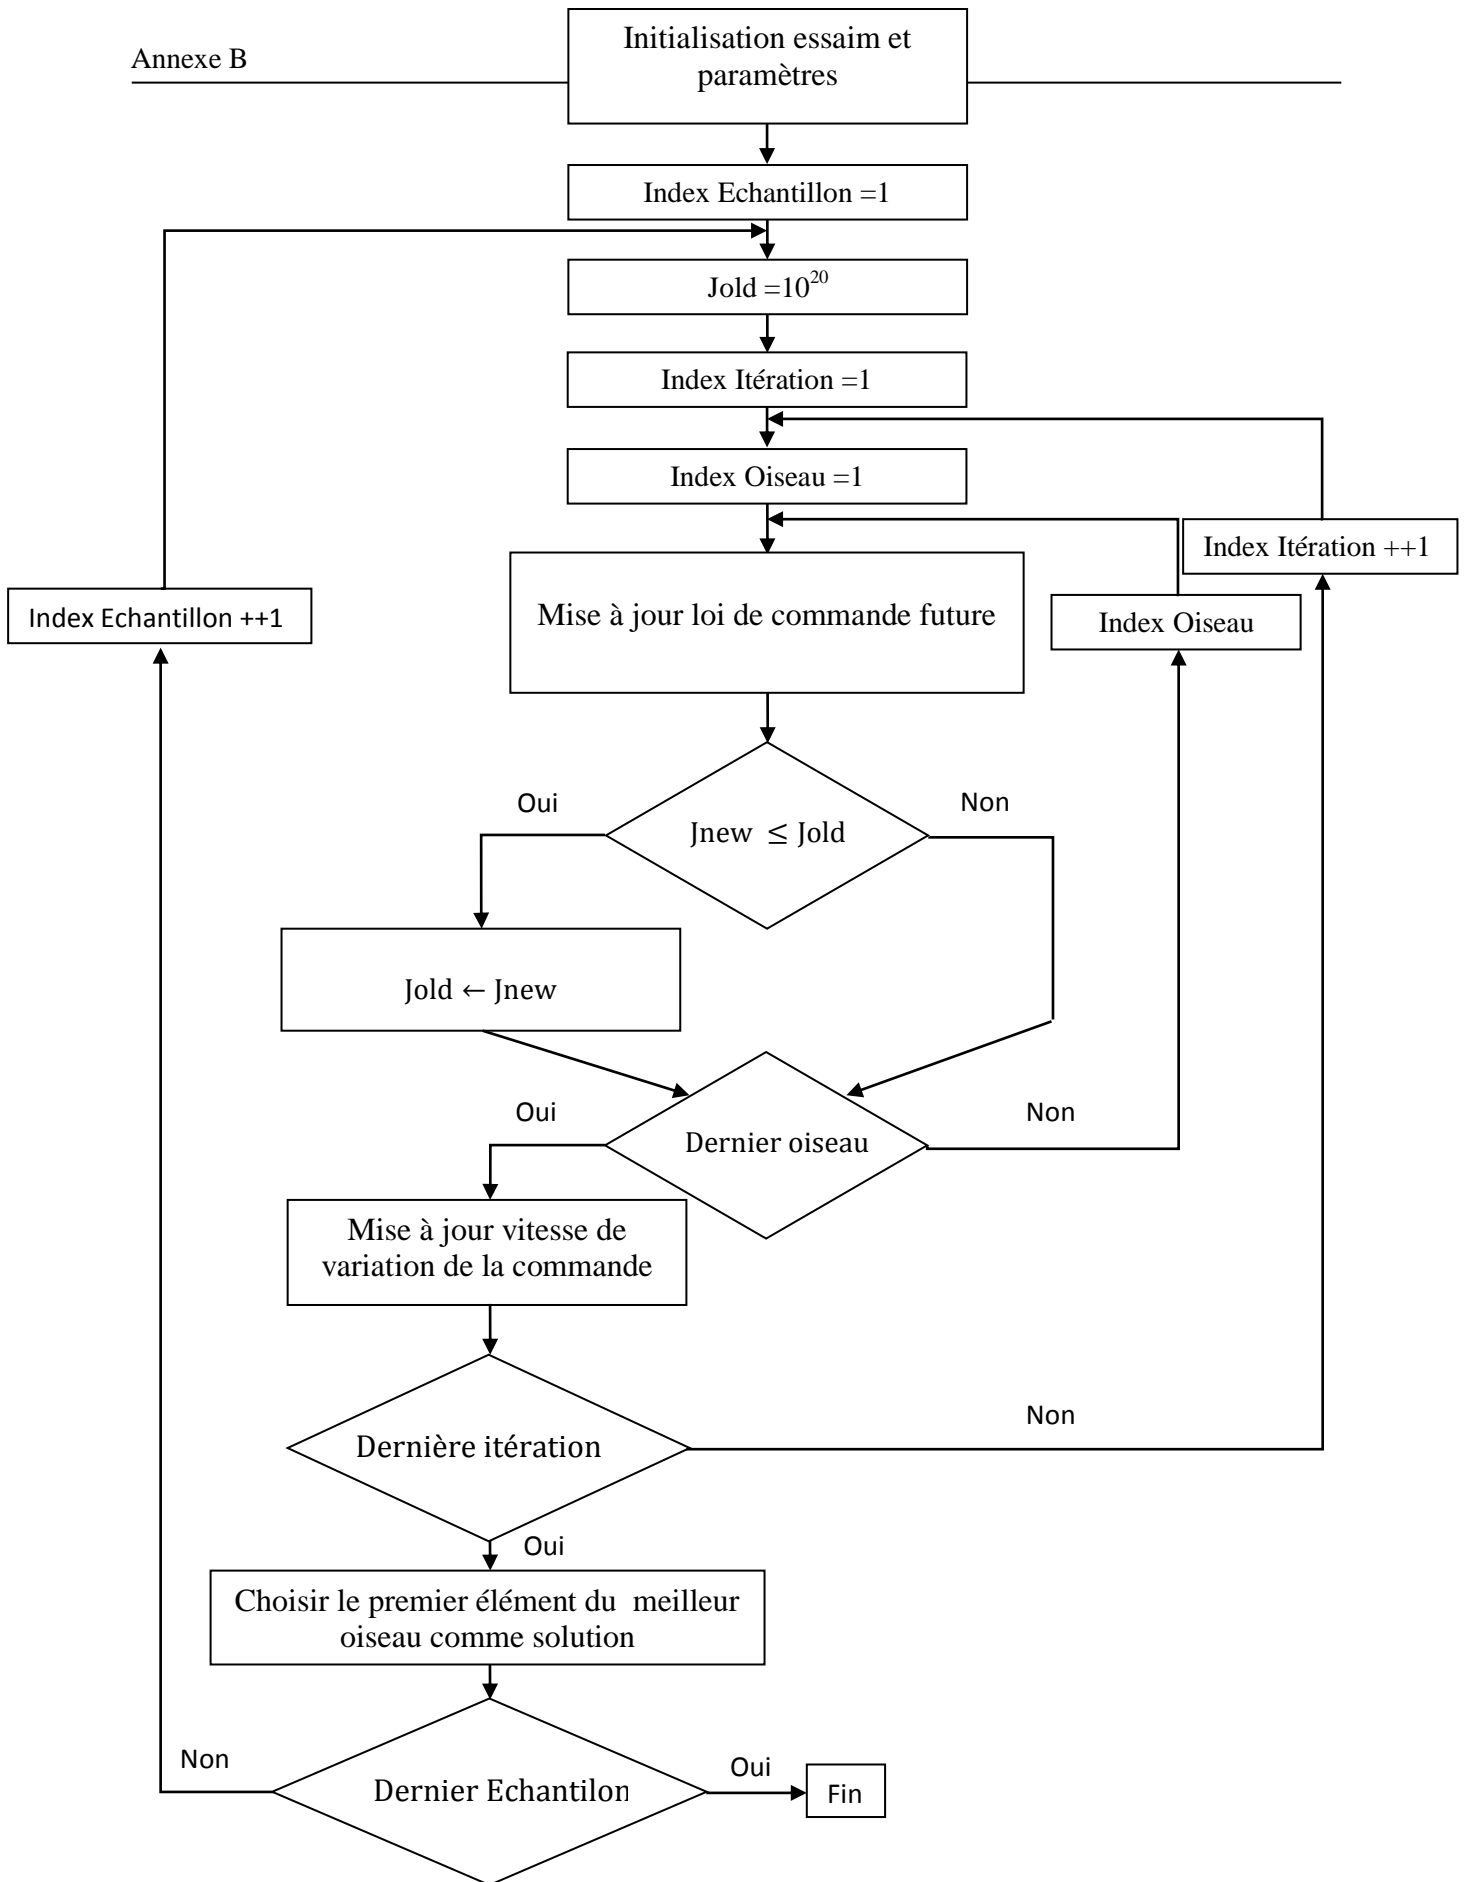 Annexe B
Initialisation essaim et
paramètres
Index Echantillon =1
Jold =10²⁰
Index Itération =1
Index Oiseau =1
Index Itération ++1
Index Echantillon ++1
Mise à jour loi de commande future
Index Oiseau
Oui
Non
Jnew ≤ Jold
Jold ← Jnew
Oui
Non
Dernier oiseau
Mise à jour vitesse de
variation de la commande
Non
Dernière itération
Oui
Choisir le premier élément du meilleur
oiseau comme solution
Non
Oui
Dernier Echantilon
Fin